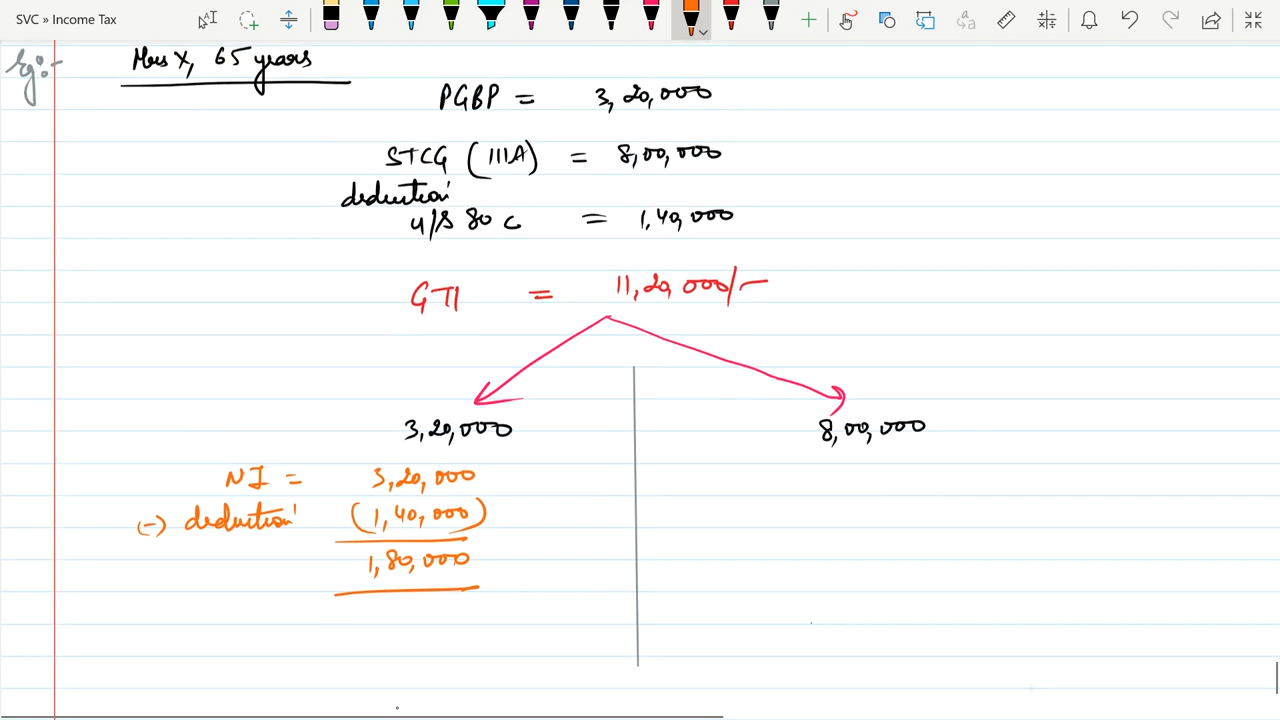 SVC » Income Tax
Eg:-
Mrs X, 65 years
PGBP = 3,20,000
STCG (111A) = 8,00,000
deduction
u/s 80 C = 1,40,000
GTI = 11,20,000/-
3,20,000 8,00,000
NI = 3,20,000
(-) deduction (1,40,000)
1,80,000